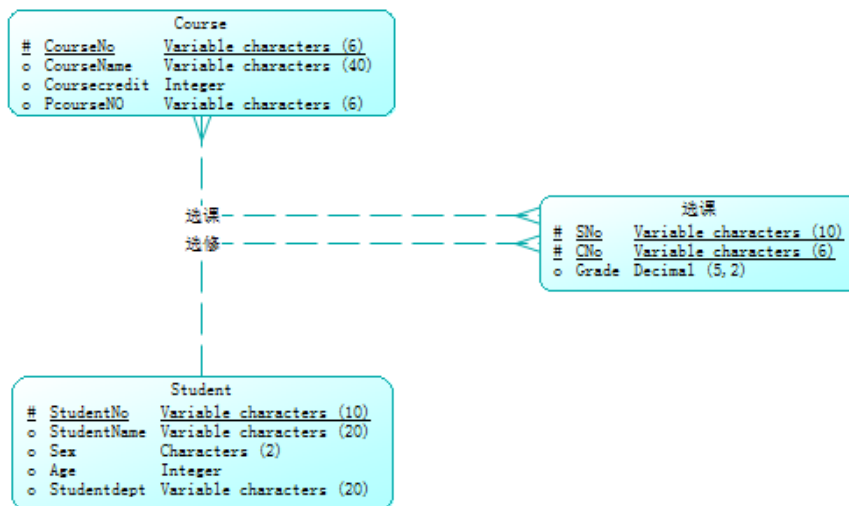 Course
# CourseNo Variable characters (6)
o CourseName Variable characters (40)
o Coursecredit Integer
o PcourseNO Variable characters (6)
选课
选修
选课
# SNo Variable characters (10)
# CNo Variable characters (6)
o Grade Decimal (5,2)
Student
# StudentNo Variable characters (10)
o StudentName Variable characters (20)
o Sex Characters (2)
o Age Integer
o Studentdept Variable characters (20)